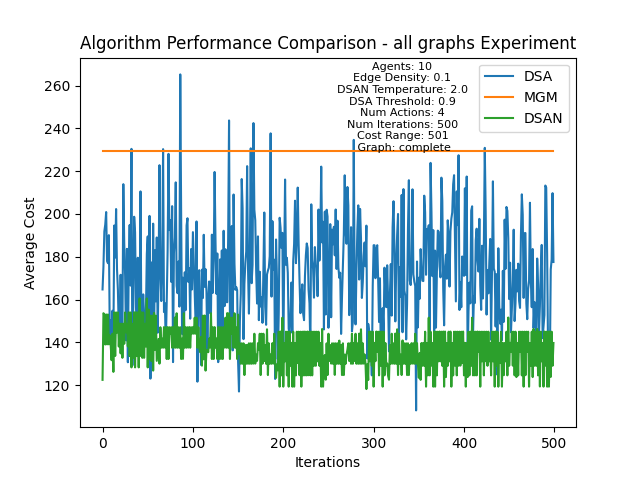 Algorithm Performance Comparison - all graphs Experiment
Agents: 10
Edge Density: 0.1
DSAN Temperature: 2.0
DSA Threshold: 0.9
Num Actions: 4
Num Iterations: 500
Cost Range: 501
Graph: complete
DSA
MGM
DSAN
Average Cost
260
240
220
200
180
160
140
120
0
100
200
300
400
500
Iterations